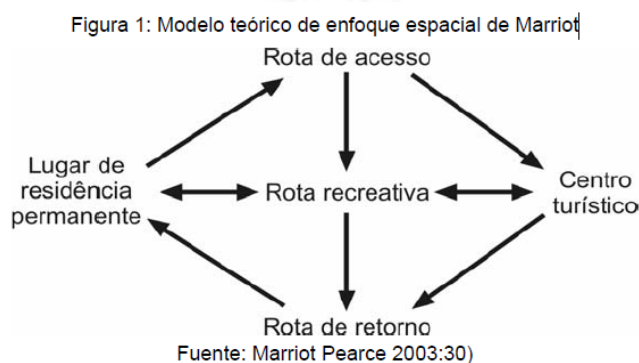 Figura 1: Modelo teórico de enfoque espacial de Marriot
Rota de acesso
Lugar de
residência
permanente
Rota recreativa
Centro
turístico
Rota de retorno
Fuente: Marriot Pearce 2003:30)